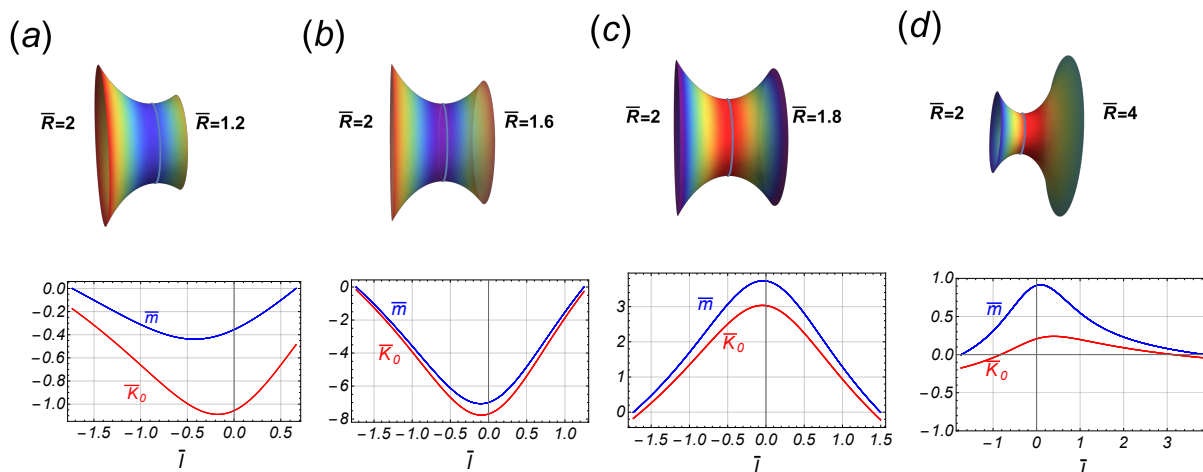 (a)
R̅=2
R̅=1.2
(b)
R̅=2
R̅=1.6
(c)
R̅=2
R̅=1.8
(d)
R̅=2
R̅=4
0.0
−0.2
−0.4
−0.6
−0.8
−1.0
m̅
K̅₀
−1.5 −1.0 −0.5 0.0 0.5
l̅
0
−2
−4
−6
−8
m̅
K̅₀
−1.5 −1.0 −0.5 0.0 0.5 1.0
l̅
3
2
1
0
m̅
K̅₀
−1.5 −1.0 −0.5 0.0 0.5 1.0 1.5
l̅
1.0
0.5
0.0
0.5
1.0
m̅
K̅₀
−1 0 1 2 3
l̅